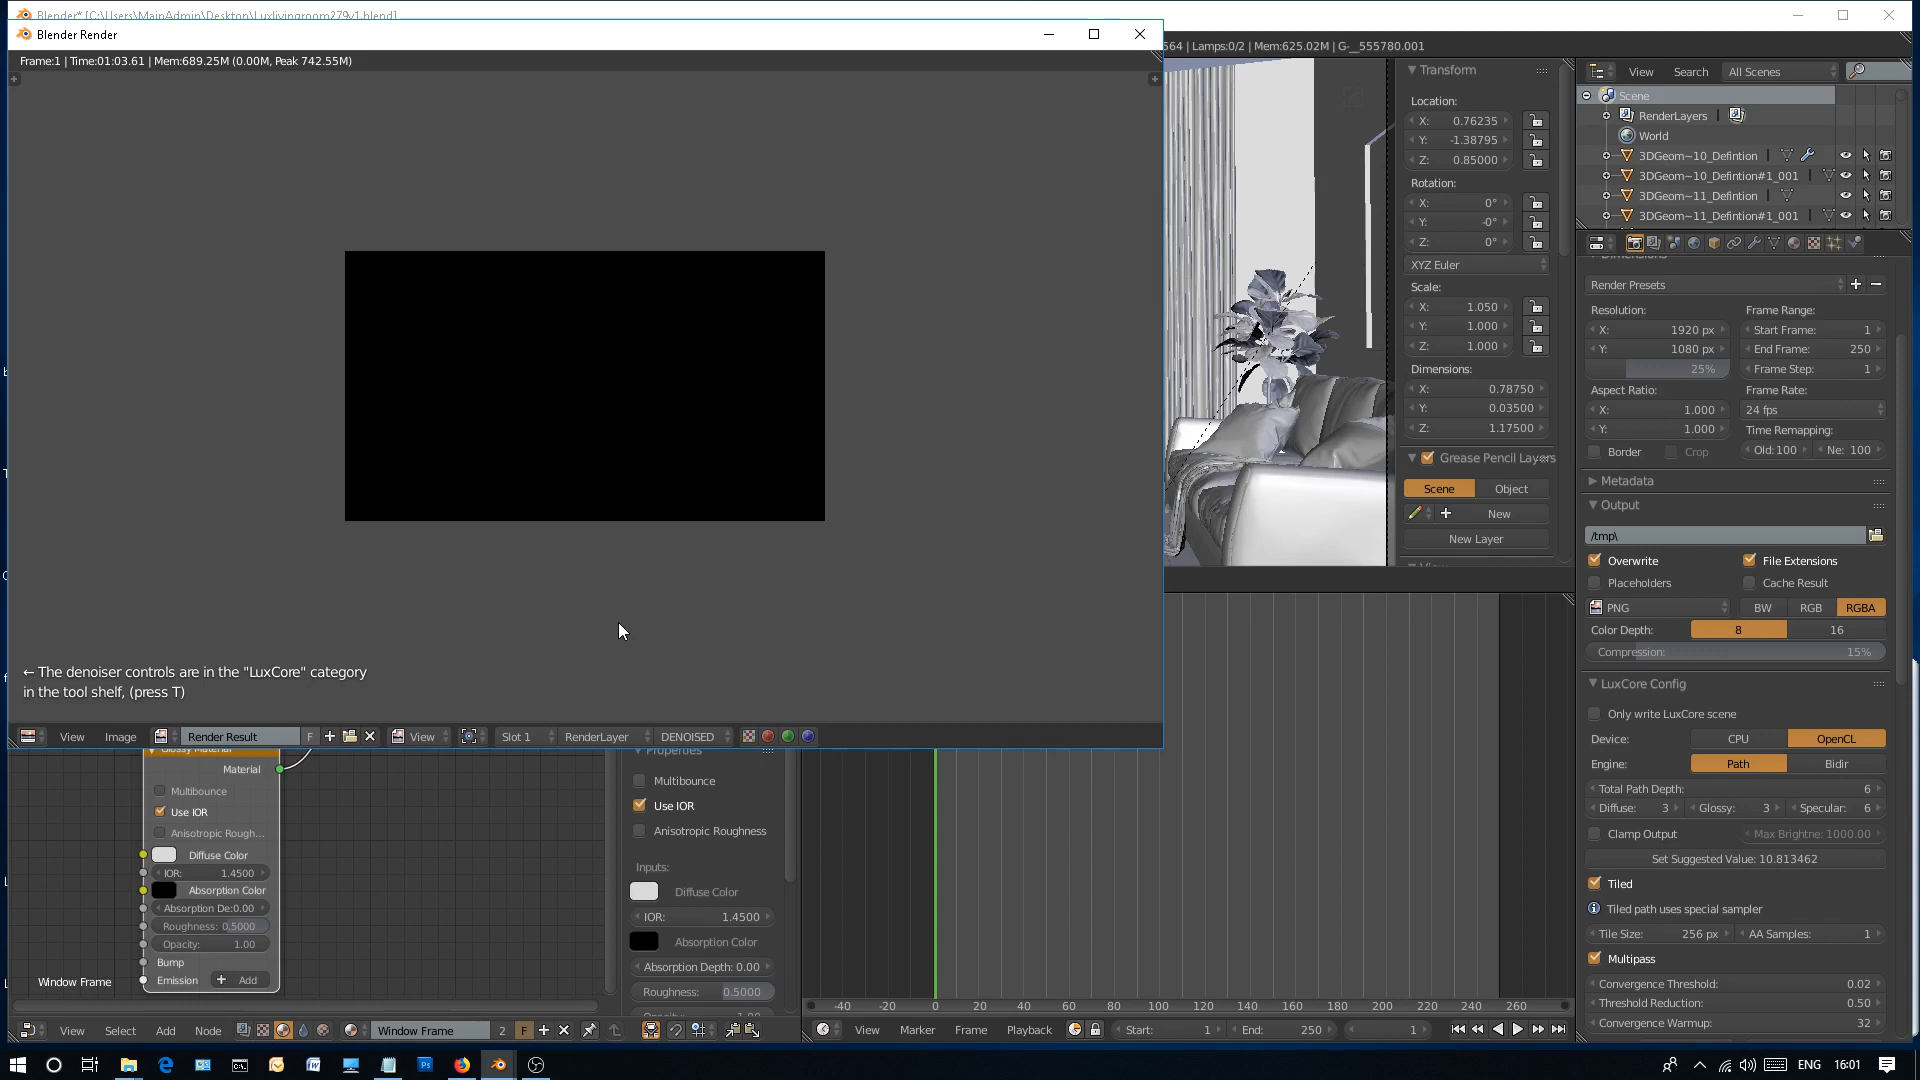 Blender* [C:\Users\MainAdmin\Desktop\Luxlivingroom279v1.blend]
Blender Render
Frame:1 | Time:01:03.61 | Mem:689.25M (0.00M, Peak 742.55M)
564 | Lamps:0/2 | Mem:625.02M | G-__555780.001
← The denoiser controls are in the "LuxCore" category
in the tool shelf, (press T)
View Image Render Result F View Slot 1 RenderLayer DENOISED
Transform
Location:
X: 0.76235
Y: -1.38795
Z: 0.85000
Rotation:
X: 0°
Y: -0°
Z: 0°
XYZ Euler
Scale:
X: 1.050
Y: 1.000
Z: 1.000
Dimensions:
X: 0.78750
Y: 0.03500
Z: 1.17500
Grease Pencil Layers
Scene Object
New
New Layer
View Search All Scenes
Scene
RenderLayers |
World
3DGeom~10_Defintion |
3DGeom~10_Defintion#1_001
3DGeom~11_Defintion |
3DGeom~11_Defintion#1_001
Dimensions
Render Presets
Resolution: Frame Range:
X: 1920 px Start Frame: 1
Y: 1080 px End Frame: 250
25% Frame Step: 1
Aspect Ratio: Frame Rate:
X: 1.000 24 fps
Y: 1.000 Time Remapping:
Border Crop Old:100 Ne: 100
Metadata
Output
/tmp\
Overwrite File Extensions
Placeholders Cache Result
PNG BW RGB RGBA
Color Depth: 8 16
Compression: 15%
LuxCore Config
Only write LuxCore scene
Device: CPU OpenCL
Engine: Path Bidir
Total Path Depth: 6
Diffuse: 3 Glossy: 3 Specular: 6
Clamp Output Max Brightne: 1000.00
Set Suggested Value: 10.813462
Tiled
Tiled path uses special sampler
Tile Size: 256 px AA Samples: 1
Multipass
Convergence Threshold: 0.02
Threshold Reduction: 0.50
Convergence Warmup: 32
Glossy Material
Material
Multibounce
Use IOR
Anisotropic Rough...
Diffuse Color
IOR: 1.4500
Absorption Color
Absorption De:0.00
Roughness: 0.5000
Opacity: 1.00
Bump
Emission Add
Window Frame
Properties
Multibounce
Use IOR
Anisotropic Roughness
Inputs:
Diffuse Color
IOR: 1.4500
Absorption Color
Absorption Depth: 0.00
Roughness: 0.5000
View Select Add Node Window Frame 2 F
-40 -20 0 20 40 60 80 100 120 140 160 180 200 220 240 260
View Marker Frame Playback Start: 1 End: 250 1
ENG 16:01